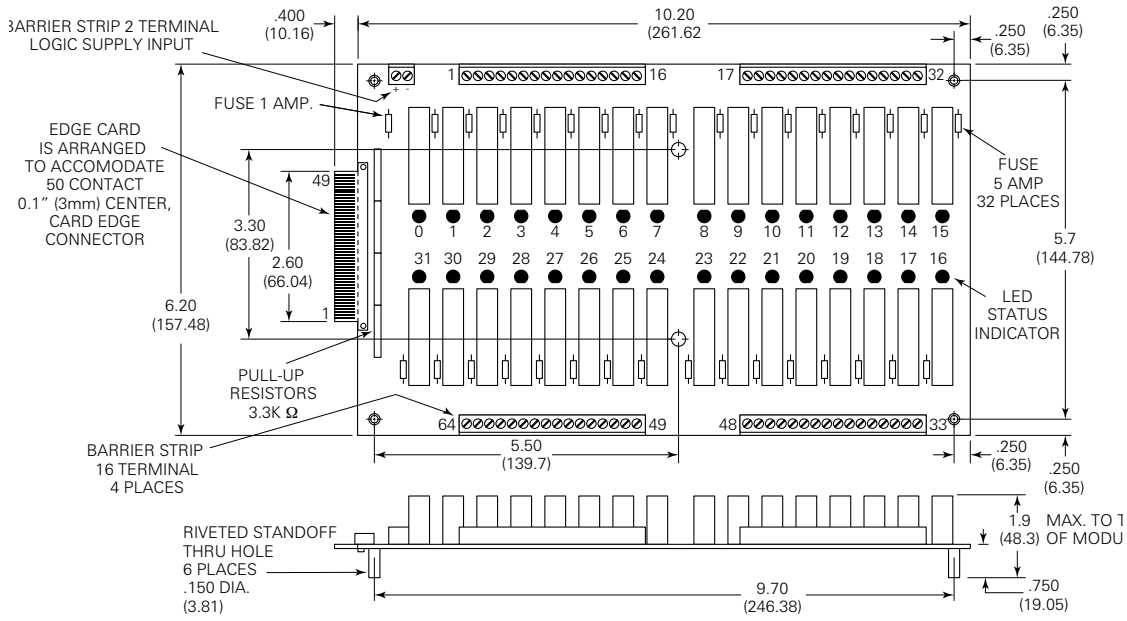 BARRIER STRIP 2 TERMINAL
LOGIC SUPPLY INPUT
.400
(10.16)
10.20
(261.62
.250
(6.35)
.250
(6.35)
1
16
17
32
+ -
FUSE 1 AMP.
EDGE CARD
IS ARRANGED
TO ACCOMODATE
50 CONTACT
0.1" (3mm) CENTER,
CARD EDGE
CONNECTOR
49
1
3.30
(83.82)
2.60
(66.04)
6.20
(157.48)
FUSE
5 AMP
32 PLACES
0 1 2 3 4 5 6 7 8 9 10 11 12 13 14 15
31 30 29 28 27 26 25 24 23 22 21 20 19 18 17 16
5.7
(144.78)
LED
STATUS
INDICATOR
PULL-UP
RESISTORS
3.3K Ω
64
49
48
33
BARRIER STRIP
16 TERMINAL
4 PLACES
5.50
(139.7)
.250
(6.35)
.250
(6.35)
RIVETED STANDOFF
THRU HOLE
6 PLACES
.150 DIA.
(3.81)
1.9
(48.3)
MAX. TO
OF
9.70
(246.38)
.750
(19.05)